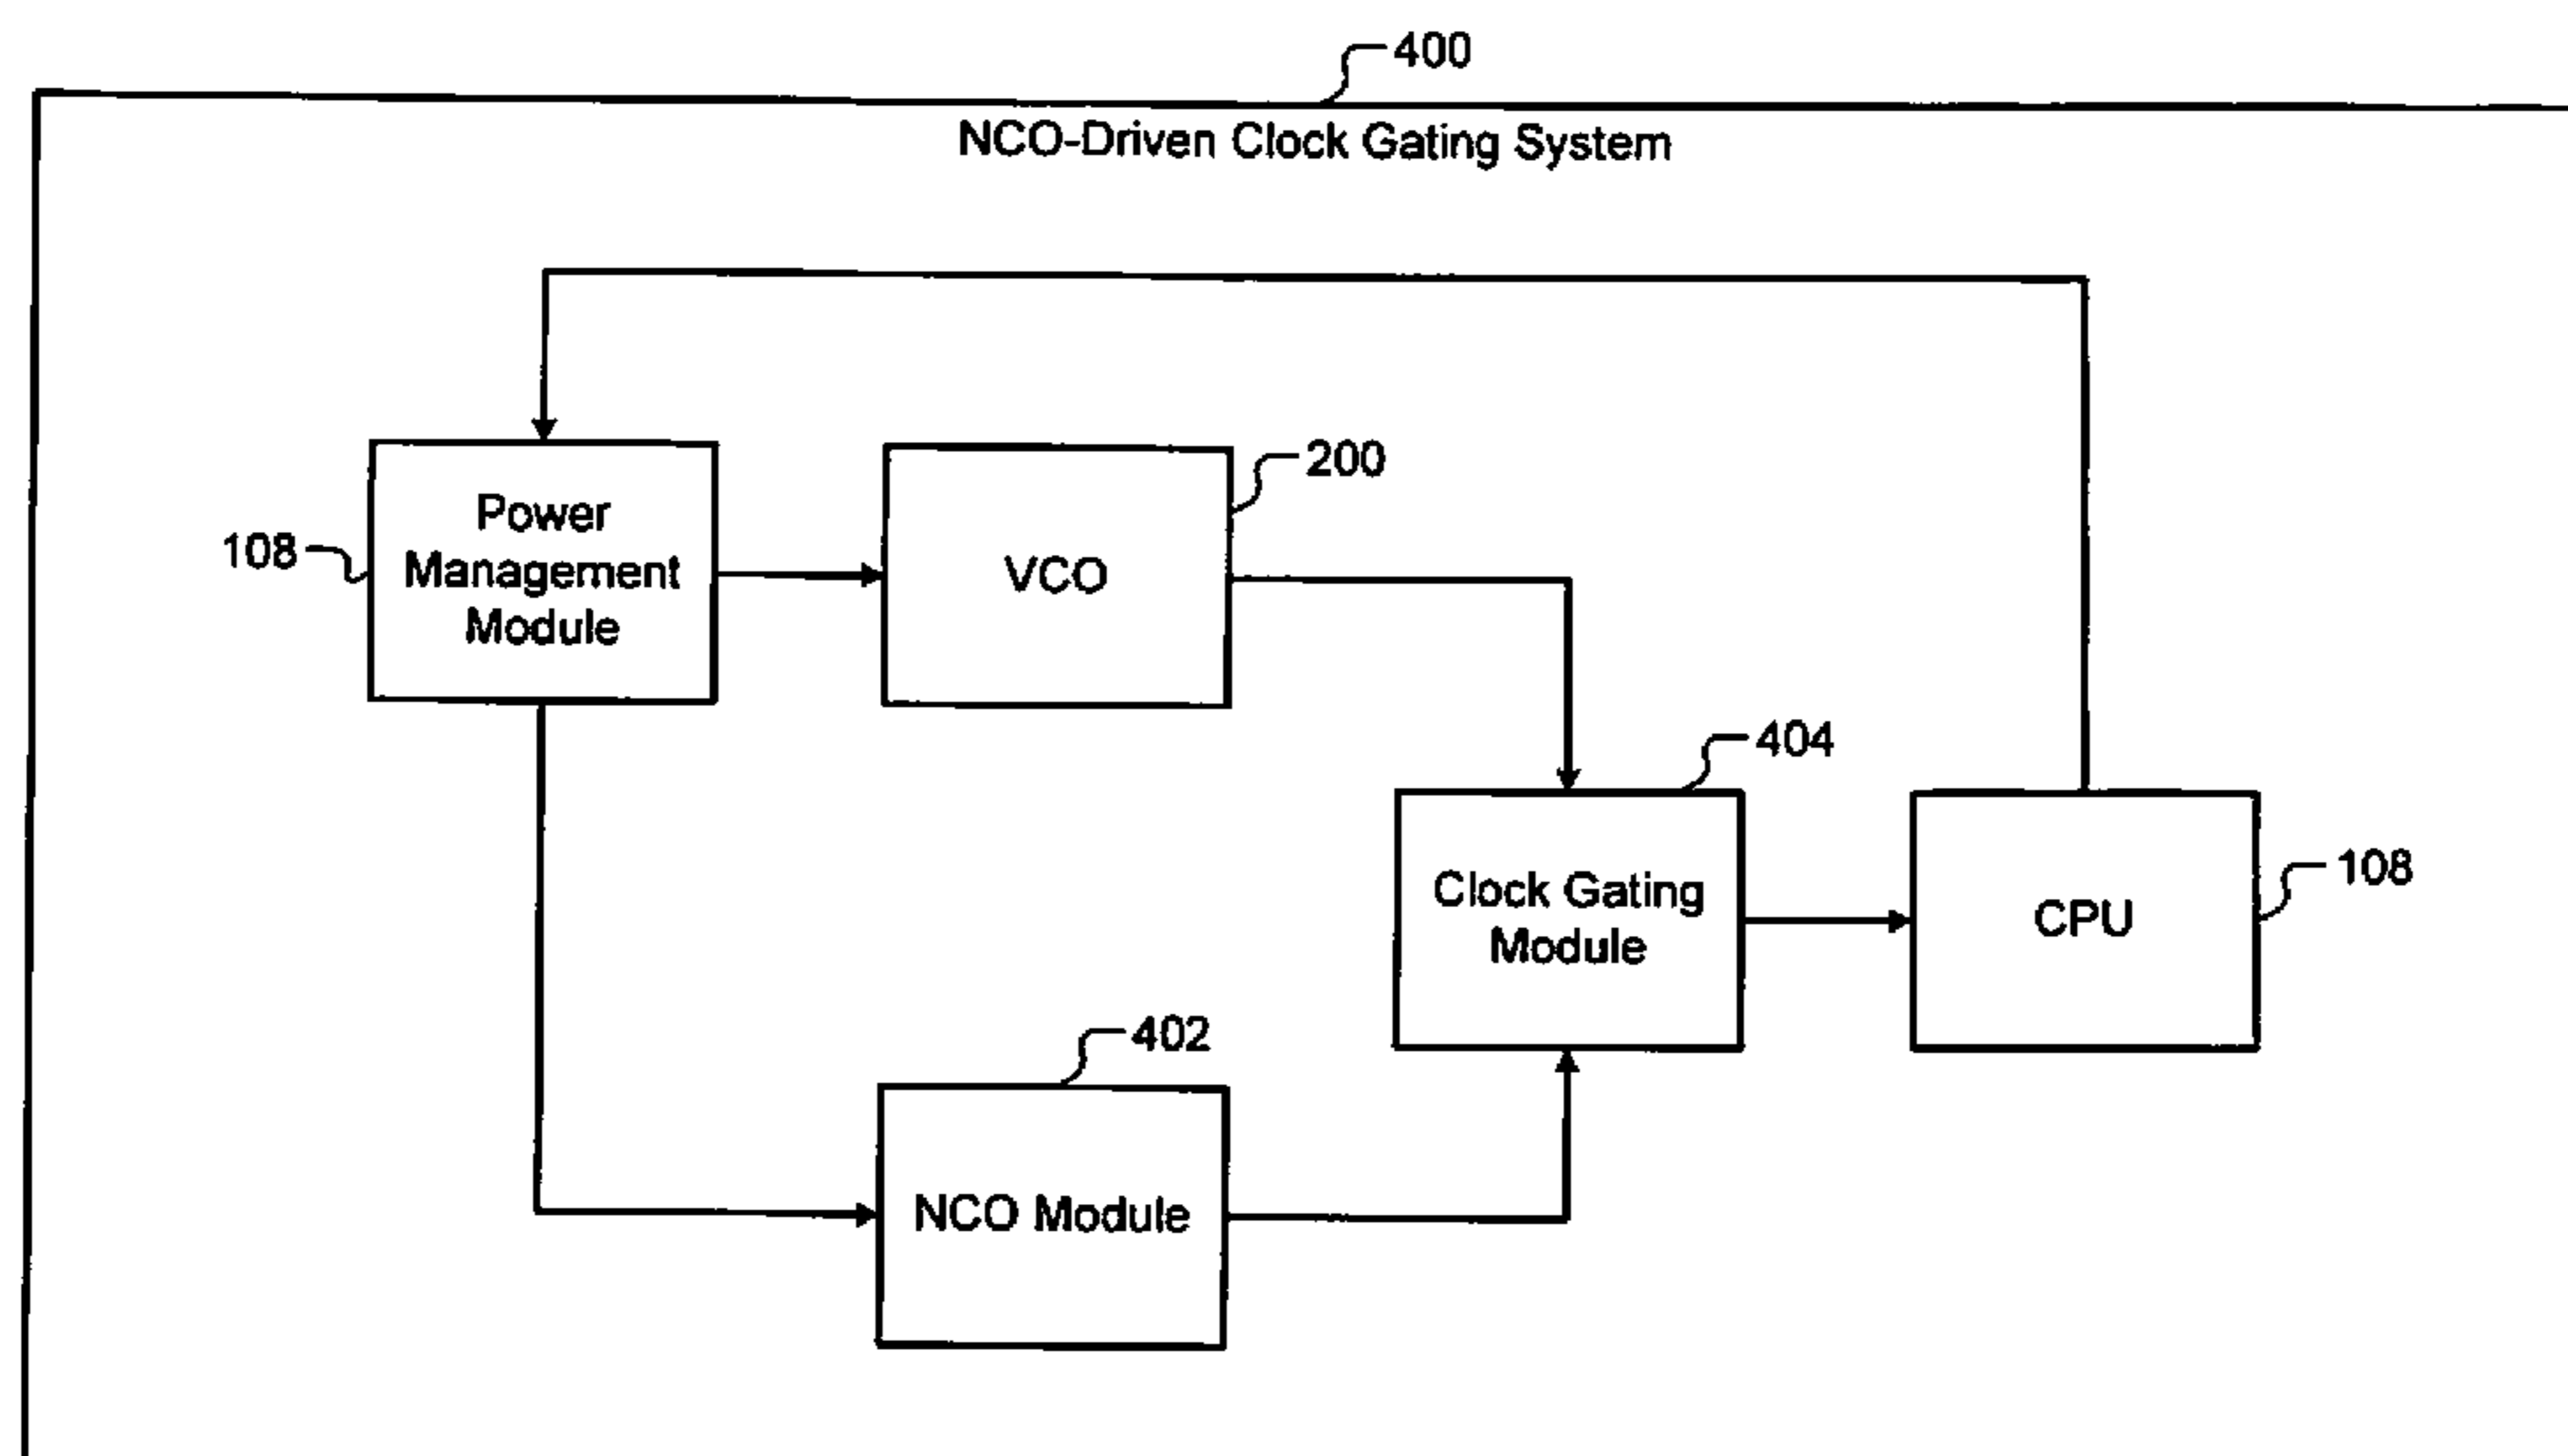 400
NCO-Driven Clock Gating System
200
108
Power
Management
Module
VCO
404
Clock Gating
Module
CPU
108
402
NCO Module